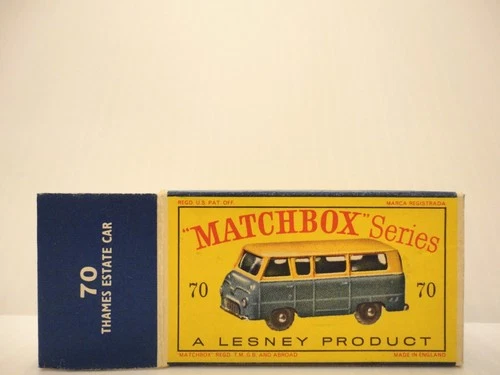 70
THAMES ESTATE CAR
REGD U.S. PAT. OFF.
MARCA REGISTRADA
"MATCHBOX" Series
70
70
A LESNEY PRODUCT
"MATCHBOX" REGD. T.M. G.B. AND ABROAD
MADE IN ENGLAND